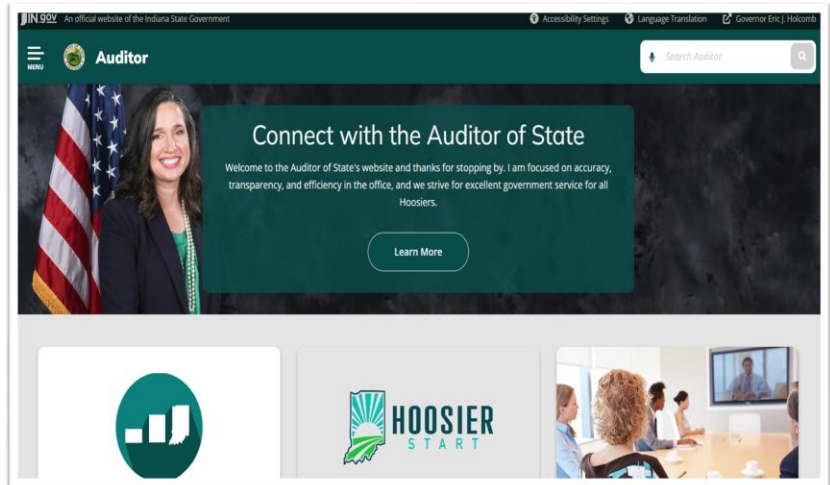 IN.gov An official website of the Indiana State Government
Accessibility Settings Language Translation Governor Eric J. Holcomb
MENU
Auditor
Search Auditor
Connect with the Auditor of State
Welcome to the Auditor of State's website and thanks for stopping by. I am focused on accuracy,
transparency, and efficiency in the office, and we strive for excellent government service for all
Hoosiers.
Learn More
HOOSIER
START